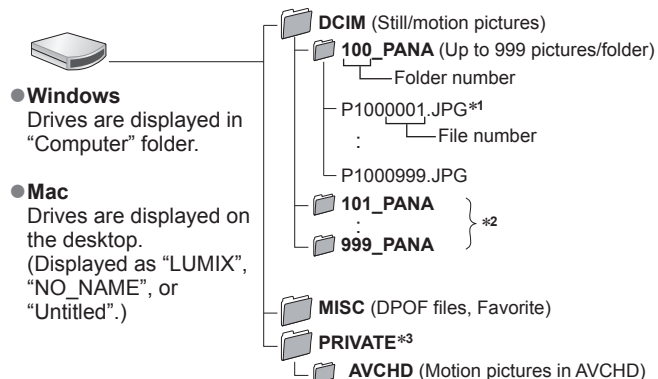 DCIM (Still/motion pictures)
100_PANA (Up to 999 pictures/folder)
Folder number
P1000001.JPG*1
File number
:
P1000999.JPG
101_PANA
:
*2
999_PANA
MISC (DPOF files, Favorite)
PRIVATE*3
AVCHD (Motion pictures in AVCHD)
●Windows
Drives are displayed in
“Computer” folder.
●Mac
Drives are displayed on
the desktop.
(Displayed as “LUMIX”,
“NO_NAME”, or
“Untitled”.)